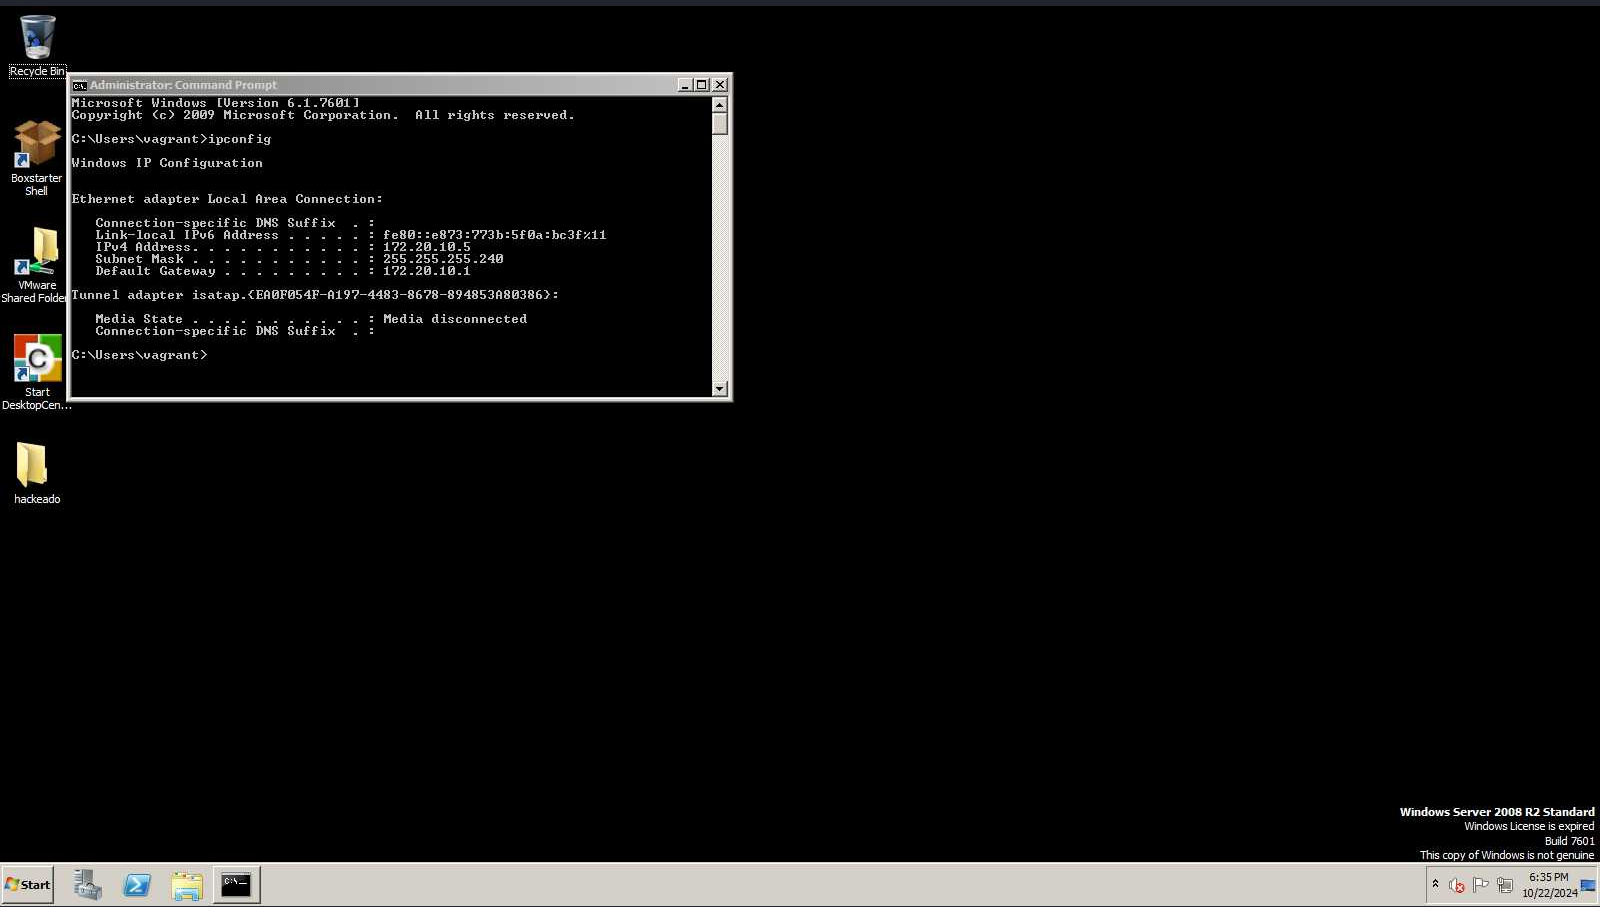 Recycle Bin
Boxstarter
Shell
VMware
Shared Folde
Start
DesktopCen...
hackeado
Administrator: Command Prompt
Microsoft Windows [Version 6.1.7601]
Copyright (c) 2009 Microsoft Corporation.  All rights reserved.
C:\Users\vagrant>ipconfig
Windows IP Configuration
Ethernet adapter Local Area Connection:
Connection-specific DNS Suffix  . :
Link-local IPv6 Address . . . . . : fe80::e873:773b:5f0a:bc3f%11
IPv4 Address. . . . . . . . . . . : 172.20.10.5
Subnet Mask . . . . . . . . . . . : 255.255.255.240
Default Gateway . . . . . . . . . : 172.20.10.1
Tunnel adapter isatap.{EA0F054F-A197-4483-8678-894853A80386}:
Media State . . . . . . . . . . . : Media disconnected
Connection-specific DNS Suffix  . :
C:\Users\vagrant>
Windows Server 2008 R2 Standard
Windows License is expired
Build 7601
This copy of Windows is not genuine
Start
6:35 PM
10/22/2024